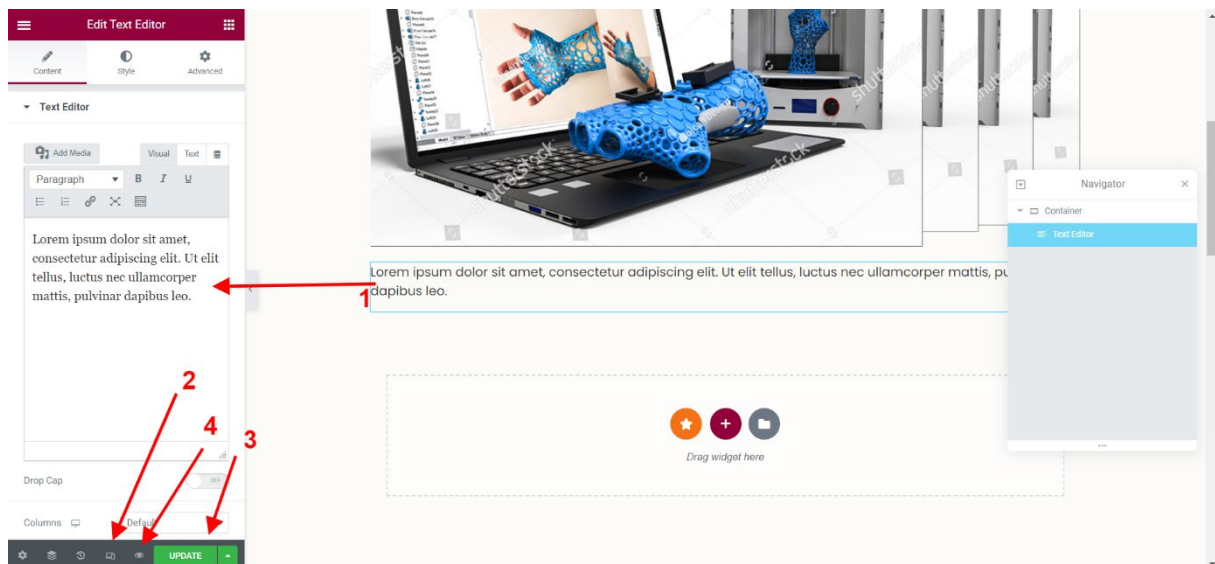 Edit Text Editor
Content
Style
Advanced
Text Editor
Add Media
Visual
Text
Paragraph
B I U
Lorem ipsum dolor sit amet,
consectetur adipiscing elit. Ut elit
tellus, luctus nec ullamcorper
mattis, pulvinar dapibus leo.
1
2
4
3
Drop Cap
OFF
Columns
Default
UPDATE
shutterstock
shutterstock
shutterstock
Lorem ipsum dolor sit amet, consectetur adipiscing elit. Ut elit tellus, luctus nec ullamcorper mattis, pu
dapibus leo.
Drag widget here
Navigator
Container
Text Editor